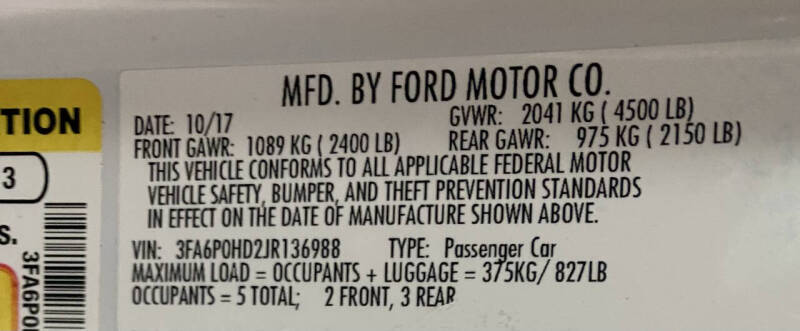 MFD. BY FORD MOTOR CO.
DATE: 10/17 GVWR: 2041 KG ( 4500 LB)
FRONT GAWR: 1089 KG ( 2400 LB) REAR GAWR: 975 KG ( 2150 LB)
THIS VEHICLE CONFORMS TO ALL APPLICABLE FEDERAL MOTOR
VEHICLE SAFETY, BUMPER, AND THEFT PREVENTION STANDARDS
IN EFFECT ON THE DATE OF MANUFACTURE SHOWN ABOVE.
VIN: 3FA6P0HD2JR136988 TYPE: Passenger Car
MAXIMUM LOAD = OCCUPANTS + LUGGAGE = 375KG/ 827LB
OCCUPANTS = 5 TOTAL; 2 FRONT, 3 REAR
TION
3
S.
3FA6P0